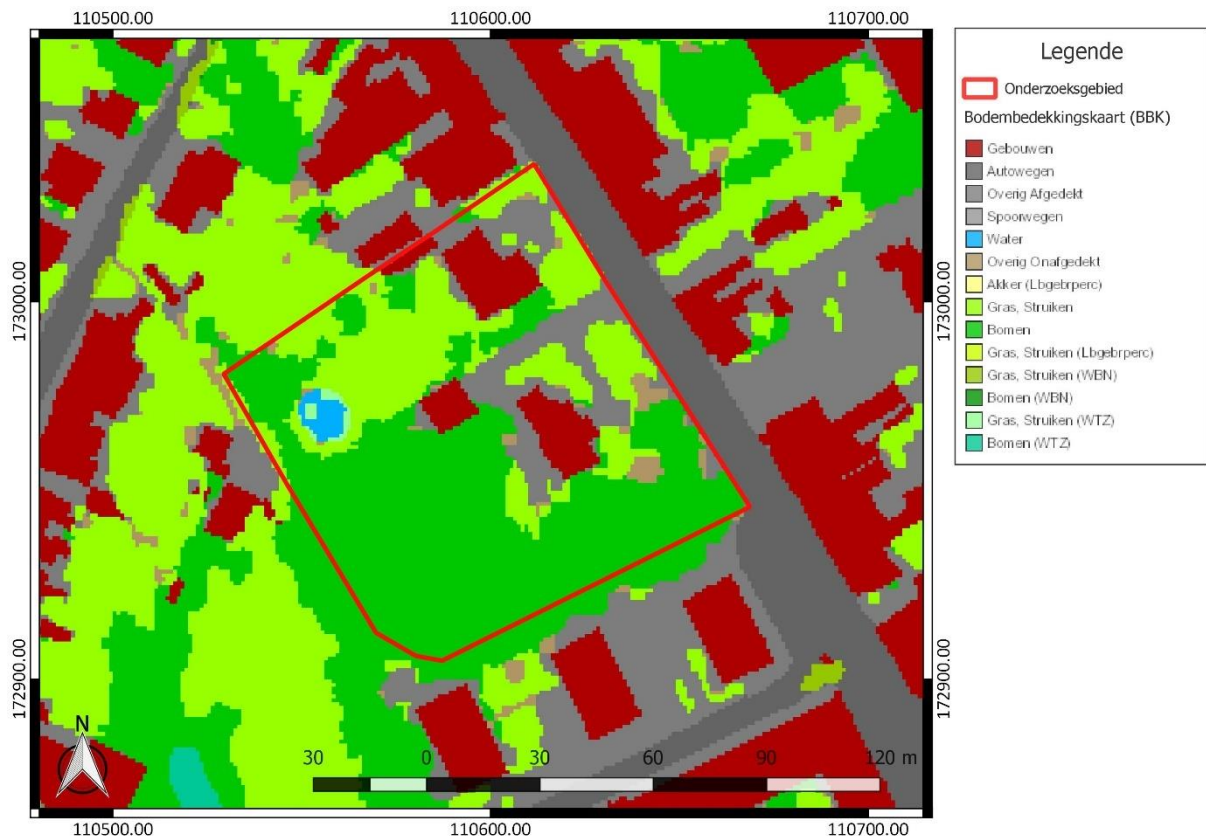 110500.00 110600.00 110700.00
Legende
Onderzoeksgebied
Bodembedekkingskaart (BBK)
Gebouwen
Autowegen
Overig Afgedekt
Spoorwegen
Water
Overig Onafgedekt
Akker (Lbgebrperc)
Gras, Struiken
Bomen
Gras, Struiken (Lbgebrperc)
Gras, Struiken (WBN)
Bomen (WBN)
Gras, Struiken (WTZ)
Bomen (WTZ)
173000.00 173000.00
172900.00 172900.00
N
30 0 30 60 90 120 m
110500.00 110600.00 110700.00